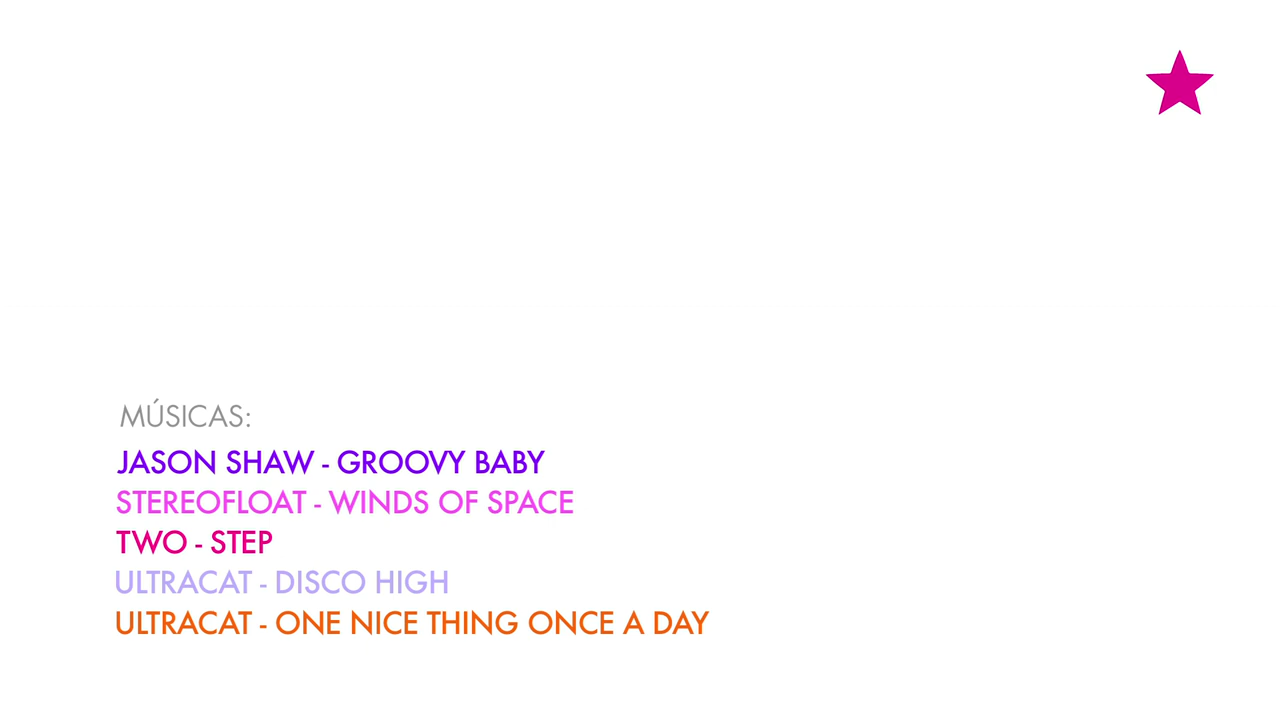 MÚSICAS:
JASON SHAW - GROOVY BABY
STEREOFLOAT - WINDS OF SPACE
TWO - STEP
ULTRACAT - DISCO HIGH
ULTRACAT - ONE NICE THING ONCE A DAY